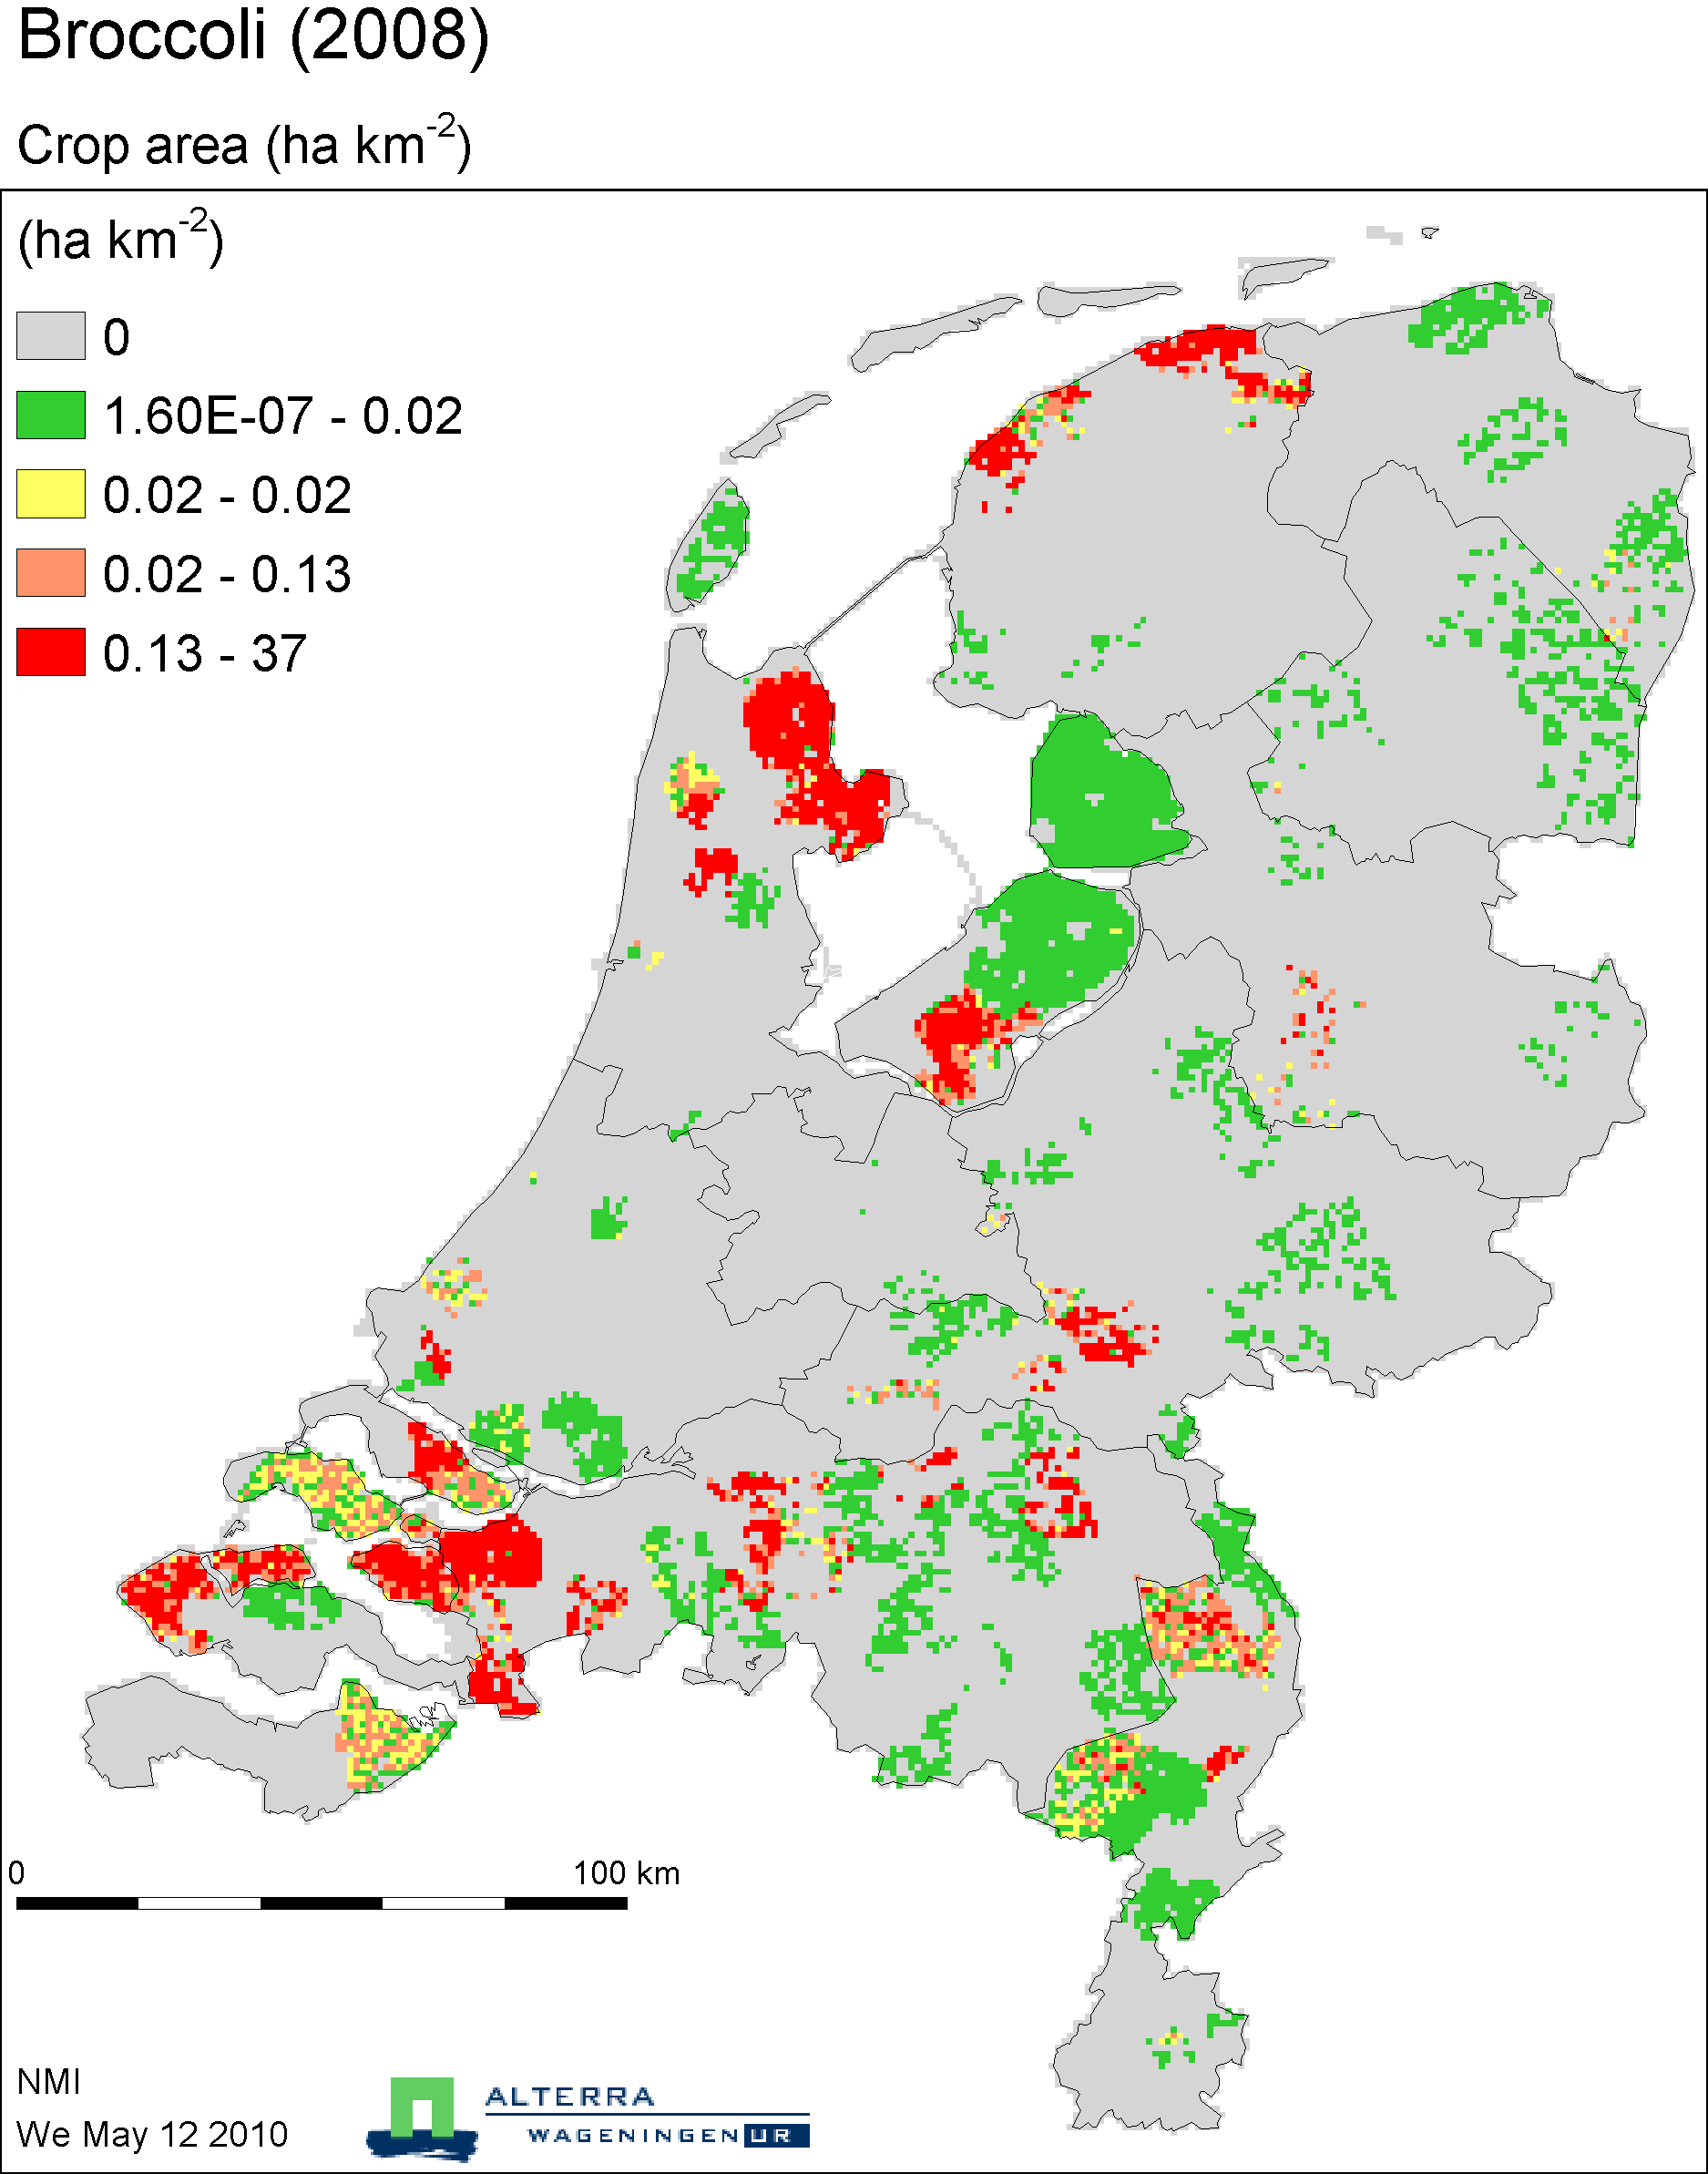 Broccoli (2008)
Crop area (ha km-2)
(ha km-2)
0
1.60E-07 - 0.02
0.02 - 0.02
0.02 - 0.13
0.13 - 37
0 100 km
NMI
We May 12 2010
ALTERRA
WAGENINGEN UR